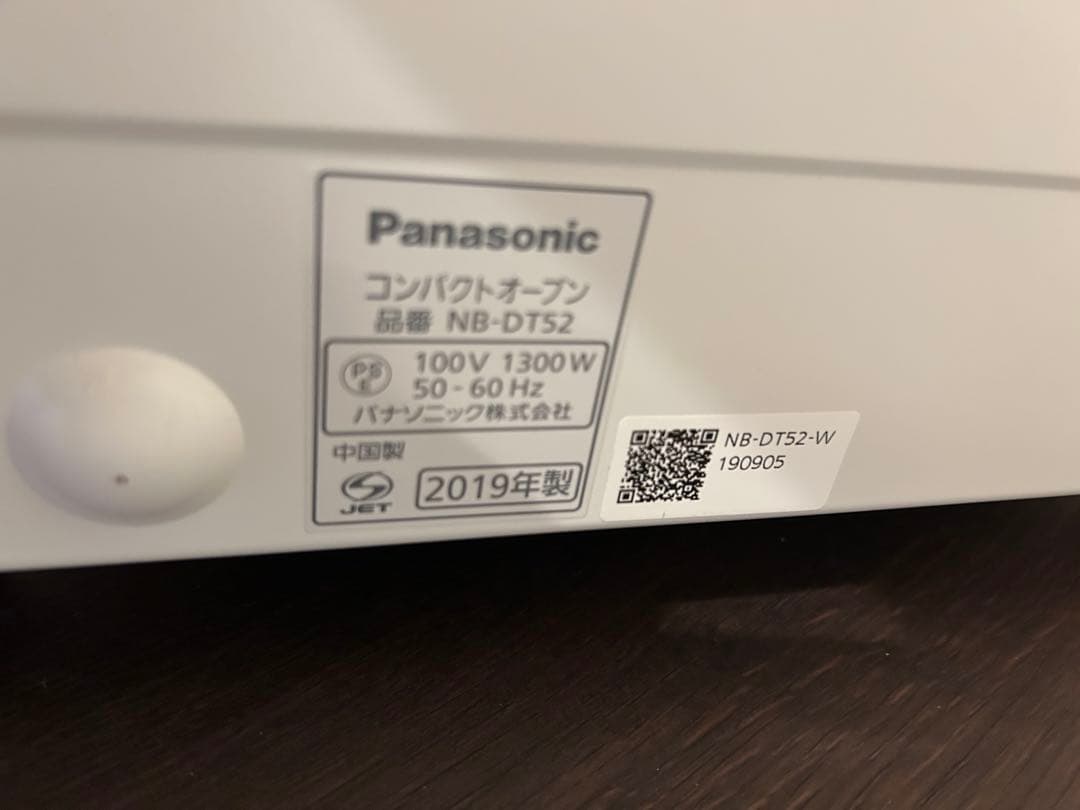 Panasonic
コンパクトオーブン
品番 NB-DT52
PS
E
100V 1300W
50-60 Hz
パナソニック株式会社
中国製
JET
2019年製
NB-DT52-W
190905